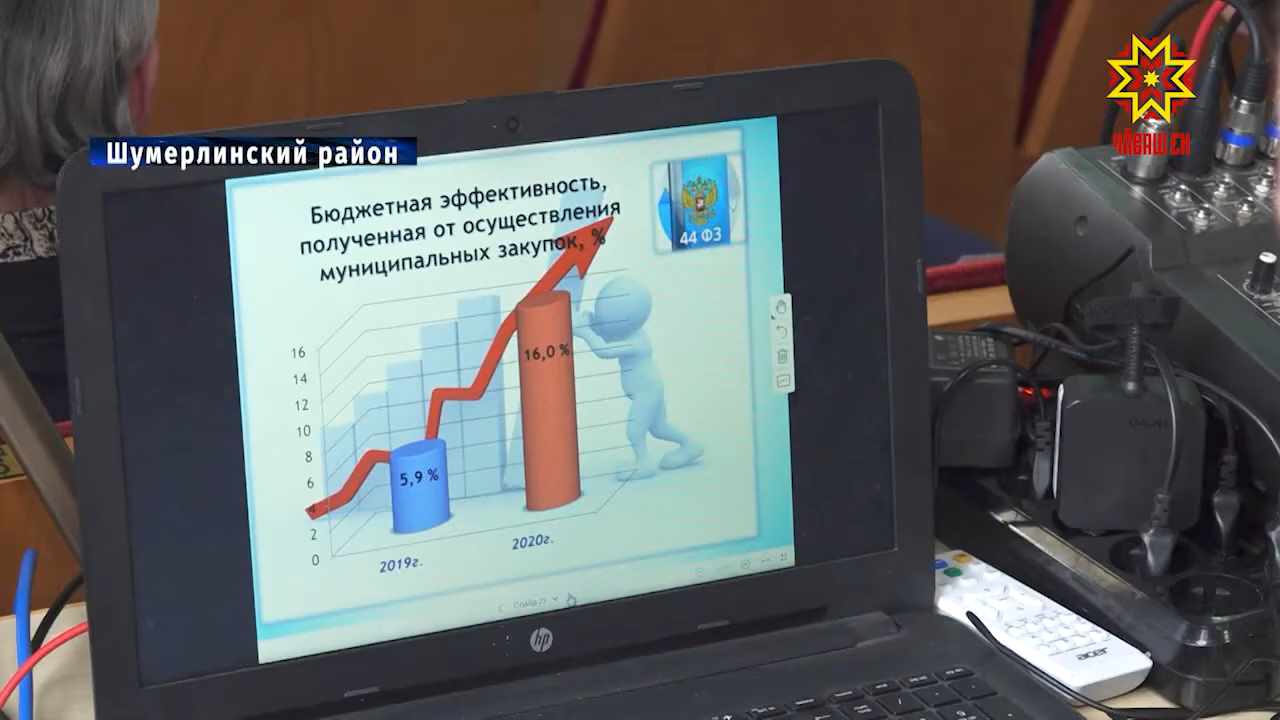 Шумерлинский район
ЧӐВАШ ЕН
Бюджетная эффективность,
полученная от осуществления
муниципальных закупок, %
44 ФЗ
16
14
12
10
8
6
4
2
0
5,9 %
16,0 %
2019г.
2020г.
hp
acer